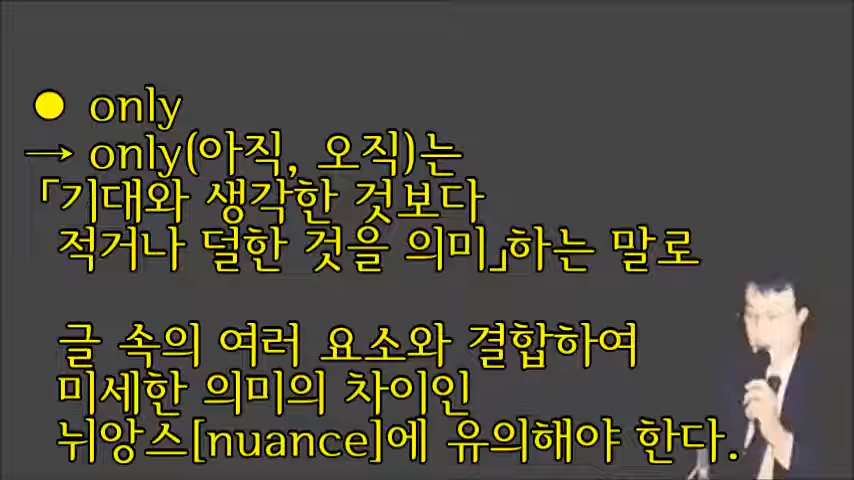 ● only
→ only(아직, 오직)는
「기대와 생각한 것보다
적거나 덜한 것을 의미」하는 말로
글 속의 여러 요소와 결합하여
미세한 의미의 차이인
뉘앙스[nuance]에 유의해야 한다.